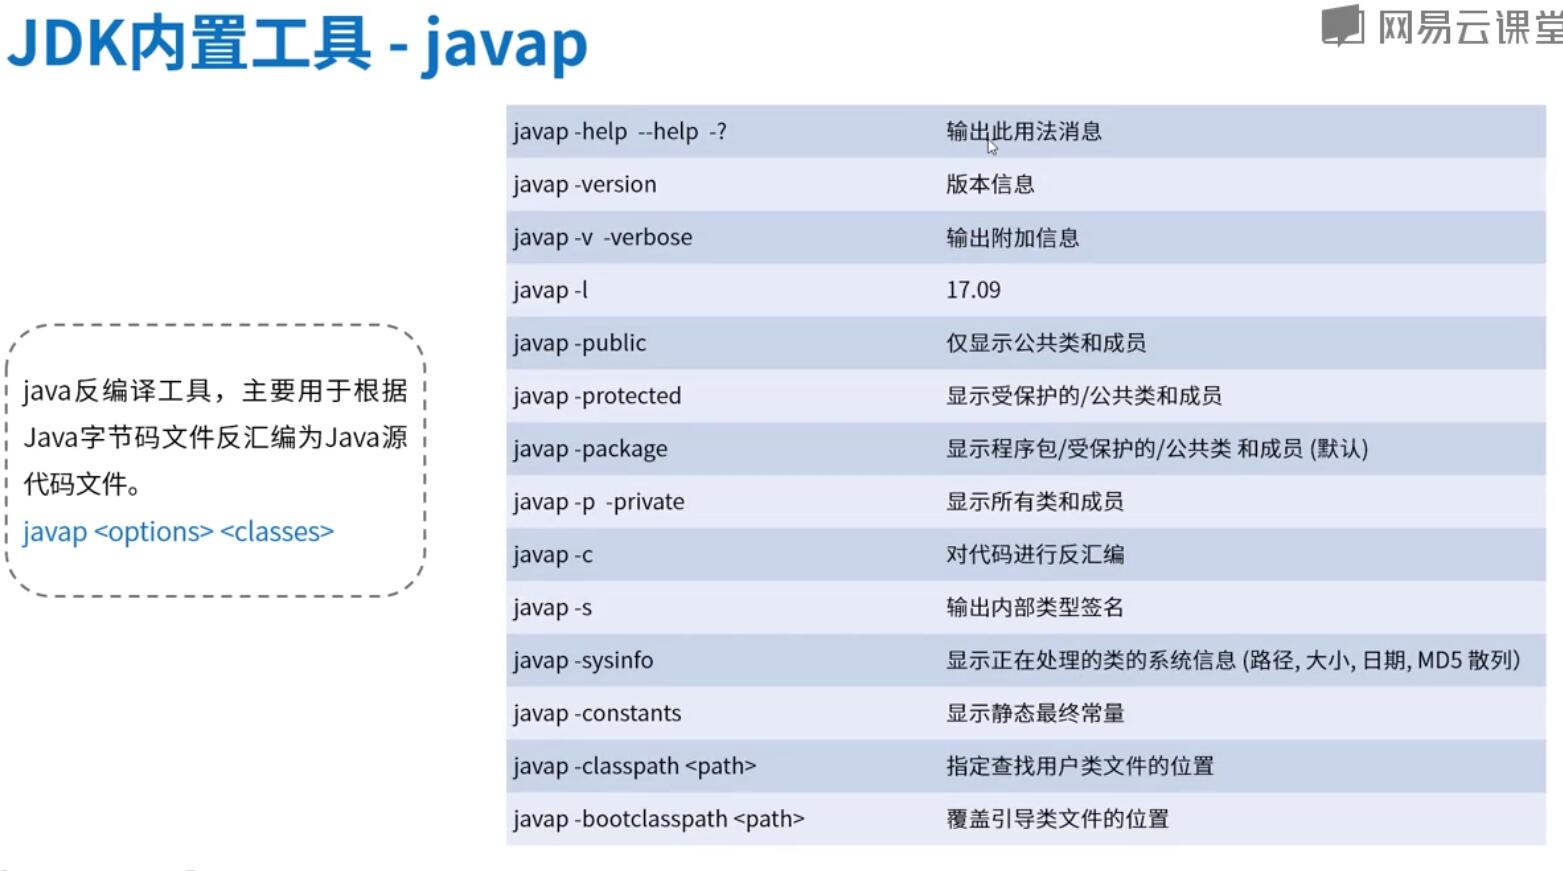 JDK内置工具 - javap
网易云课堂
javap -help --help -? 输出此用法消息
javap -version 版本信息
javap -v -verbose 输出附加信息
javap -l 17.09
javap -public 仅显示公共类和成员
javap -protected 显示受保护的/公共类和成员
javap -package 显示程序包/受保护的/公共类 和成员 (默认)
javap -p -private 显示所有类和成员
javap -c 对代码进行反汇编
javap -s 输出内部类型签名
javap -sysinfo 显示正在处理的类的系统信息 (路径, 大小, 日期, MD5 散列）
javap -constants 显示静态最终常量
javap -classpath <path> 指定查找用户类文件的位置
javap -bootclasspath <path> 覆盖引导类文件的位置
java反编译工具，主要用于根据
Java字节码文件反汇编为Java源
代码文件。
javap <options> <classes>